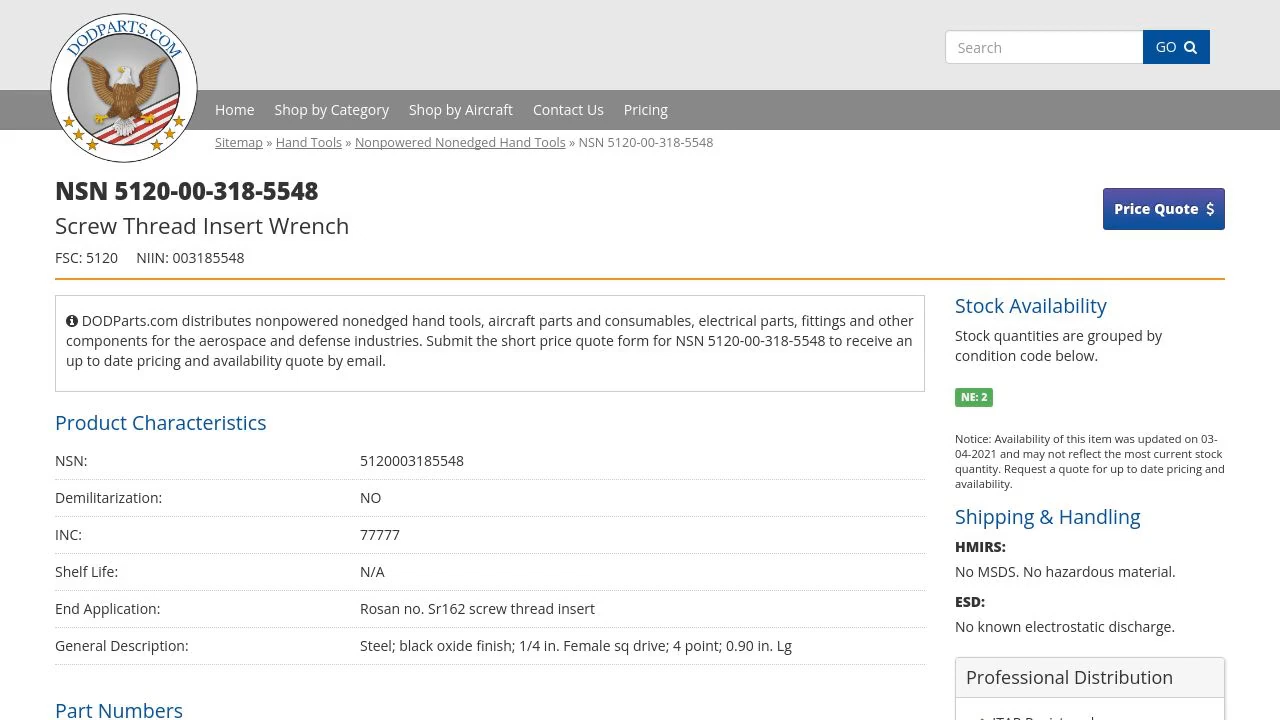 DODPARTS.COM
Search
GO
Home
Shop by Category
Shop by Aircraft
Contact Us
Pricing
Sitemap » Hand Tools » Nonpowered Nonedged Hand Tools » NSN 5120-00-318-5548
NSN 5120-00-318-5548
Screw Thread Insert Wrench
FSC: 5120 NIIN: 003185548
Price Quote $
DODParts.com distributes nonpowered nonedged hand tools, aircraft parts and consumables, electrical parts, fittings and other
components for the aerospace and defense industries. Submit the short price quote form for NSN 5120-00-318-5548 to receive an
up to date pricing and availability quote by email.
Product Characteristics
NSN: 5120003185548
Demilitarization: NO
INC: 77777
Shelf Life: N/A
End Application: Rosan no. Sr162 screw thread insert
General Description: Steel; black oxide finish; 1/4 in. Female sq drive; 4 point; 0.90 in. Lg
Part Numbers
Stock Availability
Stock quantities are grouped by
condition code below.
NE: 2
Notice: Availability of this item was updated on 03-
04-2021 and may not reflect the most current stock
quantity. Request a quote for up to date pricing and
availability.
Shipping & Handling
HMIRS:
No MSDS. No hazardous material.
ESD:
No known electrostatic discharge.
Professional Distribution
ITAR Registered